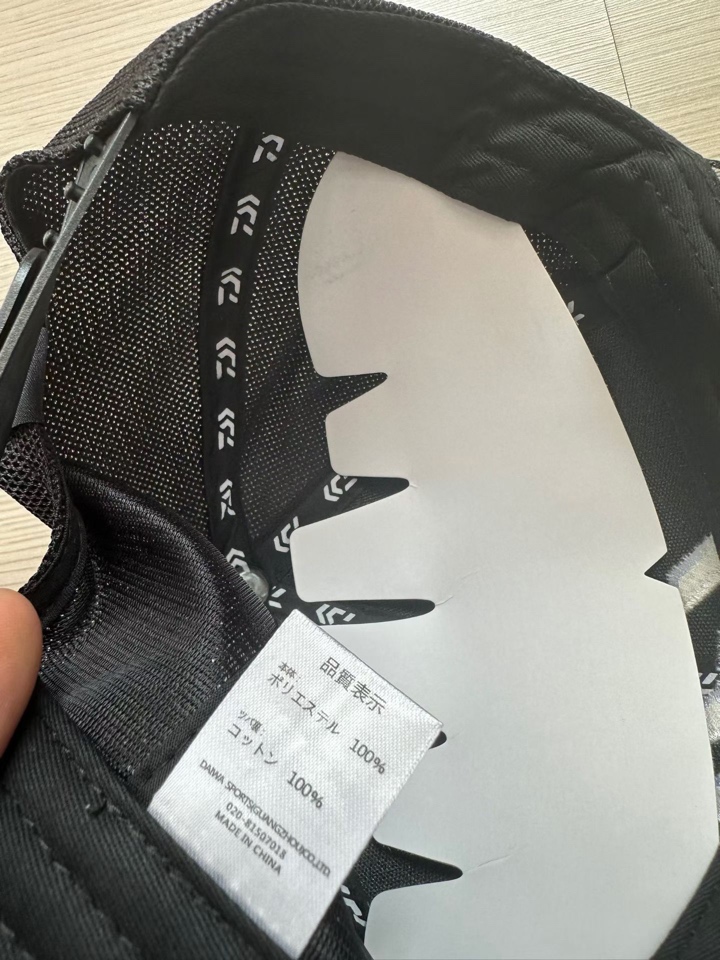 品質表示
本体:
ポリエステル 100%
ツバ裏:
コットン 100%
DAIWA SPORTS(GUANGZHOU)CO.,LTD
020-81507018
MADE IN CHINA